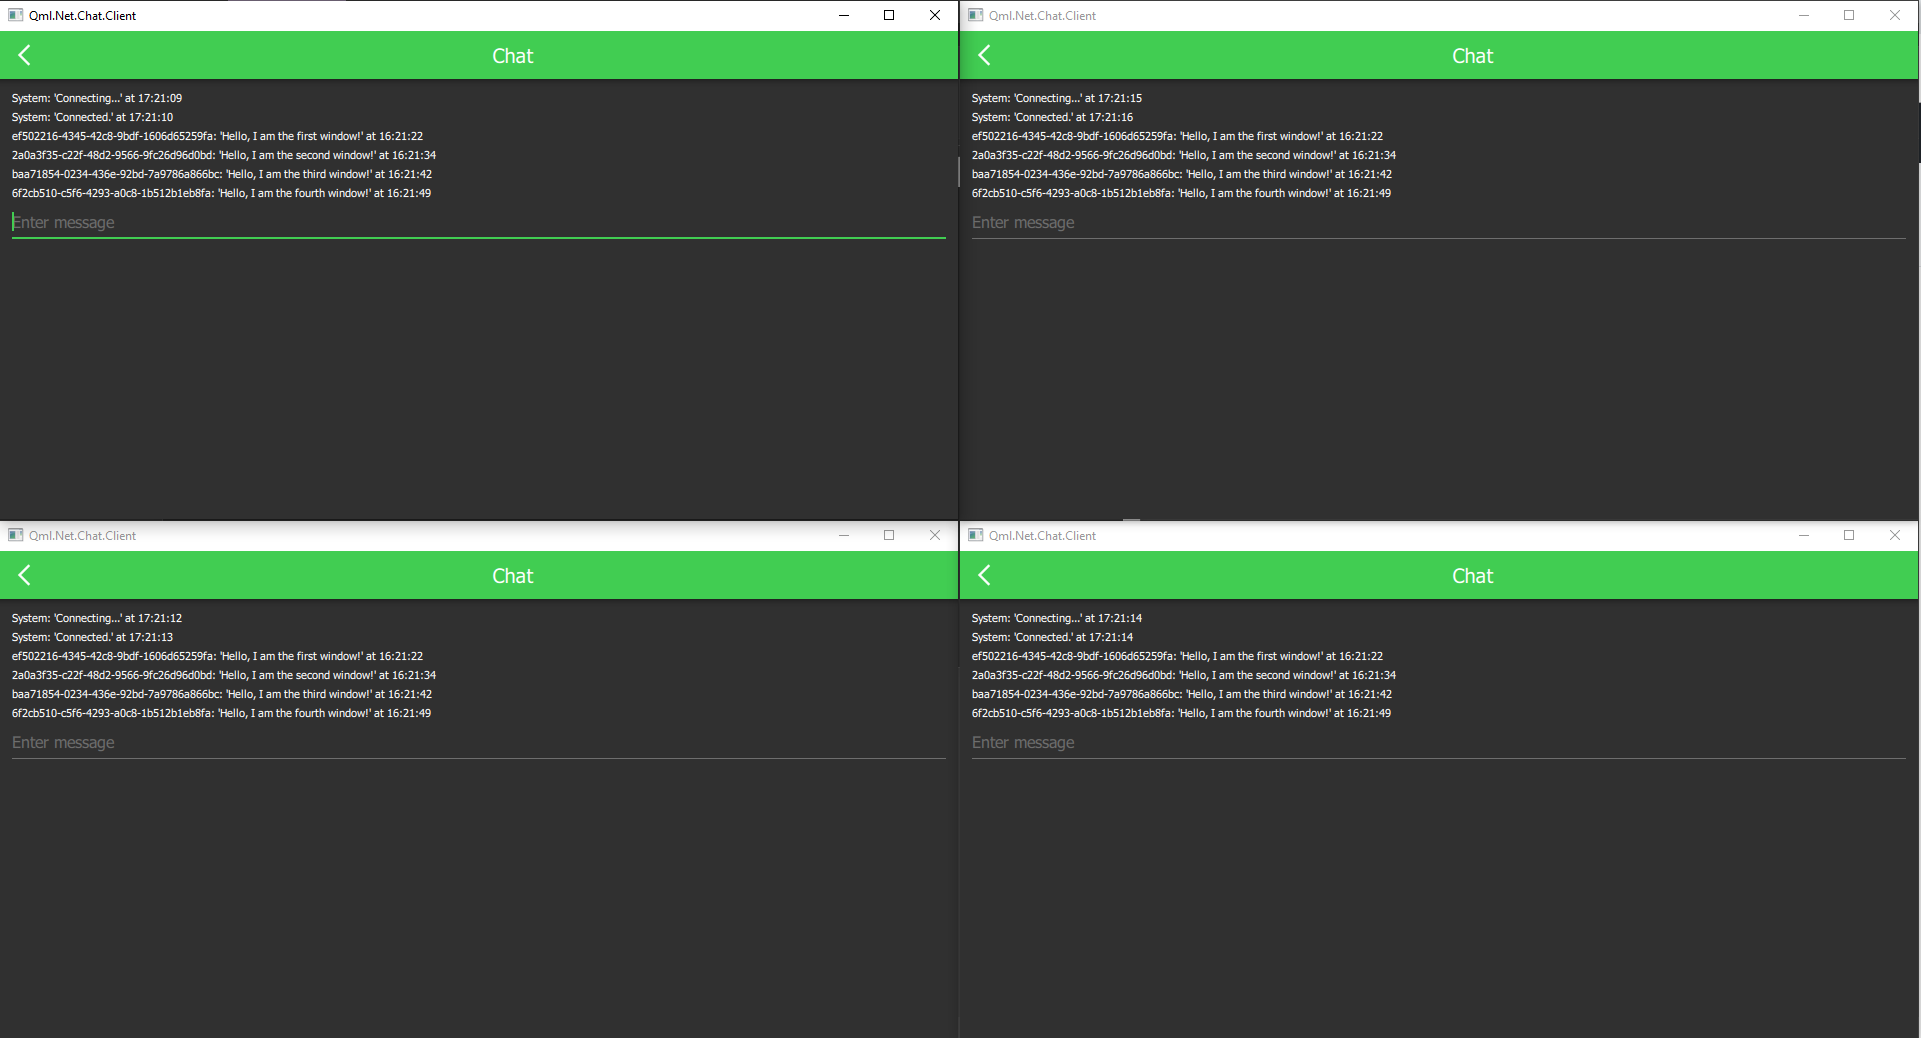 Qml.Net.Chat.Client
Chat
System: 'Connecting...' at 17:21:09
System: 'Connected.' at 17:21:10
ef502216-4345-42c8-9bdf-1606d65259fa: 'Hello, I am the first window!' at 16:21:22
2a0a3f35-c22f-48d2-9566-9fc26d96d0bd: 'Hello, I am the second window!' at 16:21:34
baa71854-0234-436e-92bd-7a9786a866bc: 'Hello, I am the third window!' at 16:21:42
6f2cb510-c5f6-4293-a0c8-1b512b1eb8fa: 'Hello, I am the fourth window!' at 16:21:49
Enter message
Qml.Net.Chat.Client
Chat
System: 'Connecting...' at 17:21:15
System: 'Connected.' at 17:21:16
ef502216-4345-42c8-9bdf-1606d65259fa: 'Hello, I am the first window!' at 16:21:22
2a0a3f35-c22f-48d2-9566-9fc26d96d0bd: 'Hello, I am the second window!' at 16:21:34
baa71854-0234-436e-92bd-7a9786a866bc: 'Hello, I am the third window!' at 16:21:42
6f2cb510-c5f6-4293-a0c8-1b512b1eb8fa: 'Hello, I am the fourth window!' at 16:21:49
Enter message
Qml.Net.Chat.Client
Chat
System: 'Connecting...' at 17:21:12
System: 'Connected.' at 17:21:13
ef502216-4345-42c8-9bdf-1606d65259fa: 'Hello, I am the first window!' at 16:21:22
2a0a3f35-c22f-48d2-9566-9fc26d96d0bd: 'Hello, I am the second window!' at 16:21:34
baa71854-0234-436e-92bd-7a9786a866bc: 'Hello, I am the third window!' at 16:21:42
6f2cb510-c5f6-4293-a0c8-1b512b1eb8fa: 'Hello, I am the fourth window!' at 16:21:49
Enter message
Qml.Net.Chat.Client
Chat
System: 'Connecting...' at 17:21:14
System: 'Connected.' at 17:21:14
ef502216-4345-42c8-9bdf-1606d65259fa: 'Hello, I am the first window!' at 16:21:22
2a0a3f35-c22f-48d2-9566-9fc26d96d0bd: 'Hello, I am the second window!' at 16:21:34
baa71854-0234-436e-92bd-7a9786a866bc: 'Hello, I am the third window!' at 16:21:42
6f2cb510-c5f6-4293-a0c8-1b512b1eb8fa: 'Hello, I am the fourth window!' at 16:21:49
Enter message